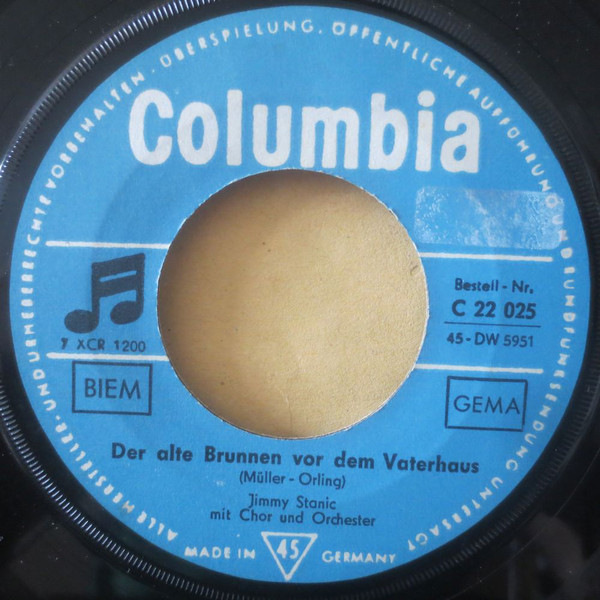 ALLE HERSTELLER- UND URHEBERRECHTE VORBEHALTEN · ÜBERSPIELUNG, ÖFFENTLICHE AUFFÜHRUNG UND RUNDFUNKSENDUNG UNTERSAGT
Columbia
7 XCR 1200
Bestell - Nr.
C 22 025
45 - DW 5951
BIEM
GEMA
Der alte Brunnen vor dem Vaterhaus
(Müller - Orling)
Jimmy Stanic
mit Chor und Orchester
MADE IN 45 GERMANY